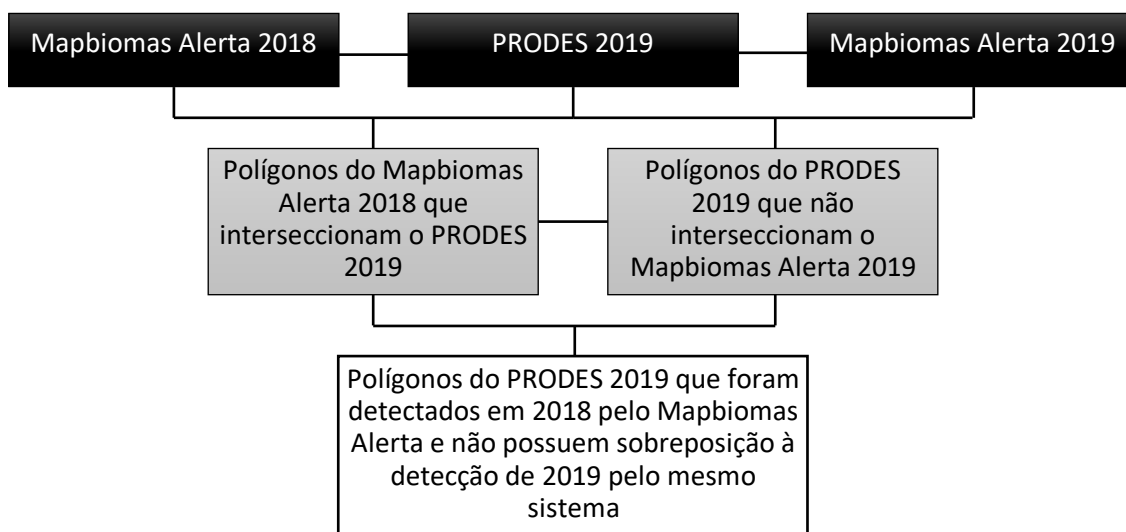 Mapbiomas Alerta 2018
PRODES 2019
Mapbiomas Alerta 2019
Polígonos do Mapbiomas
Alerta 2018 que
interseccionam o PRODES
2019
Polígonos do PRODES
2019 que não
interseccionam o
Mapbiomas Alerta 2019
Polígonos do PRODES 2019 que foram
detectados em 2018 pelo Mapbiomas
Alerta e não possuem sobreposição à
detecção de 2019 pelo mesmo
sistema